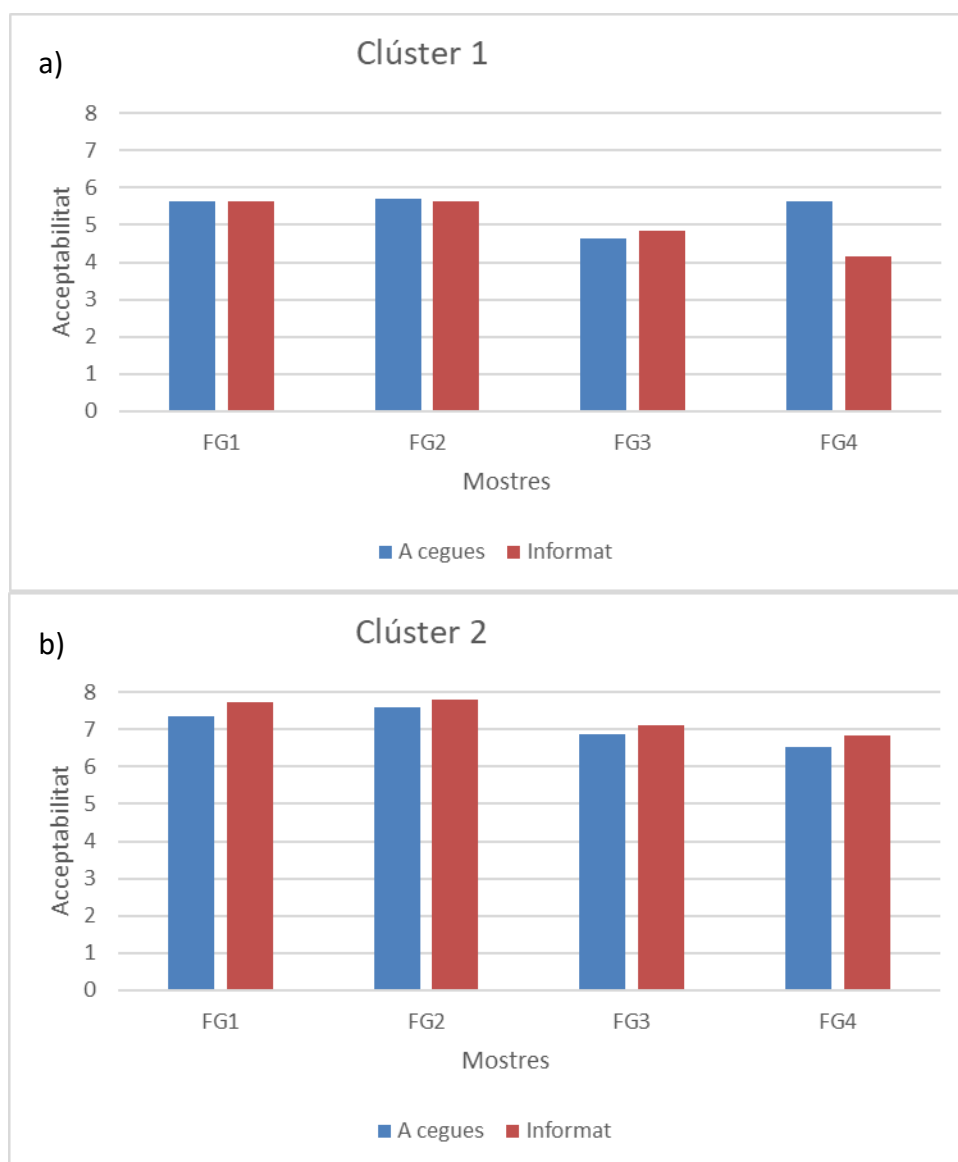 a)
Clúster 1
8
7
6
5
4
3
2
1
0
Acceptabilitat
FG1 FG2 FG3 FG4
Mostres
A cegues Informat
b)
Clúster 2
8
7
6
5
4
3
2
1
0
Acceptabilitat
FG1 FG2 FG3 FG4
Mostres
A cegues Informat